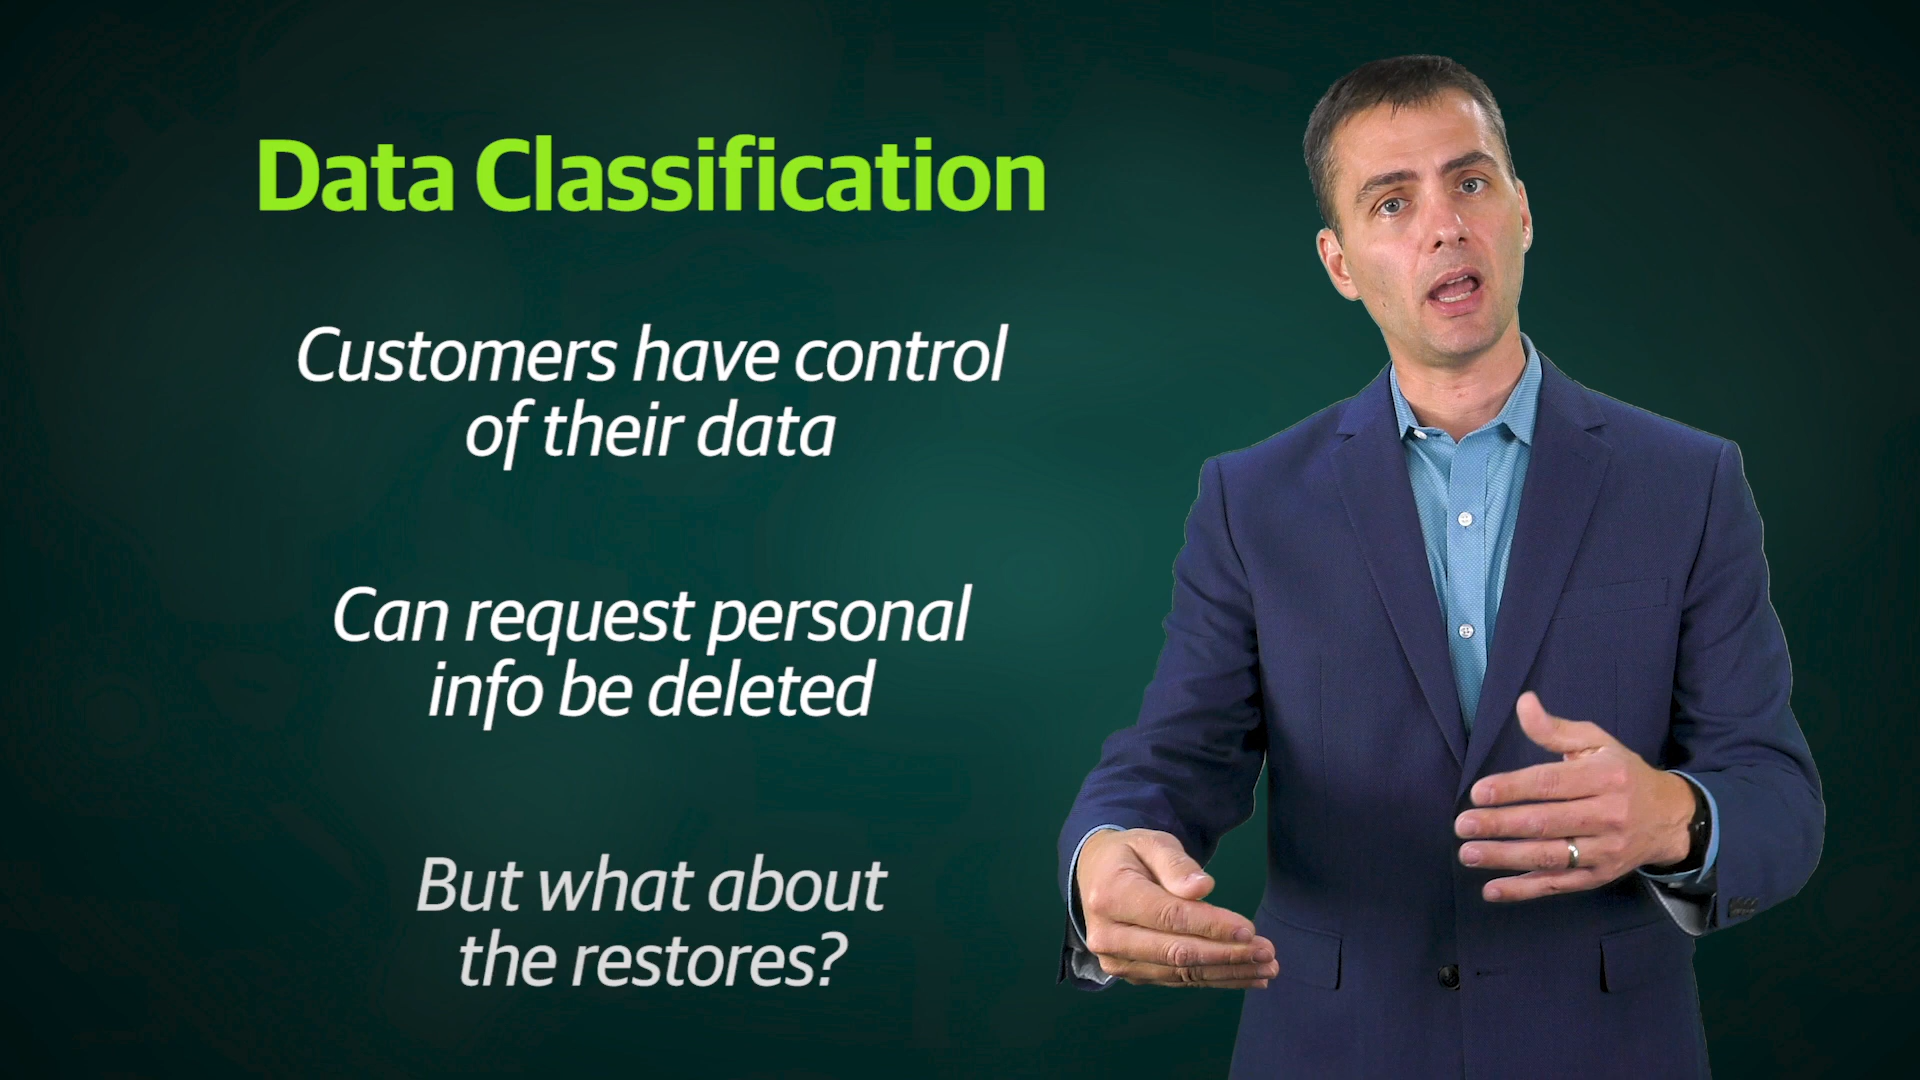 Data Classification
Customers have control
of their data
Can request personal
info be deleted
But what about
the restores?